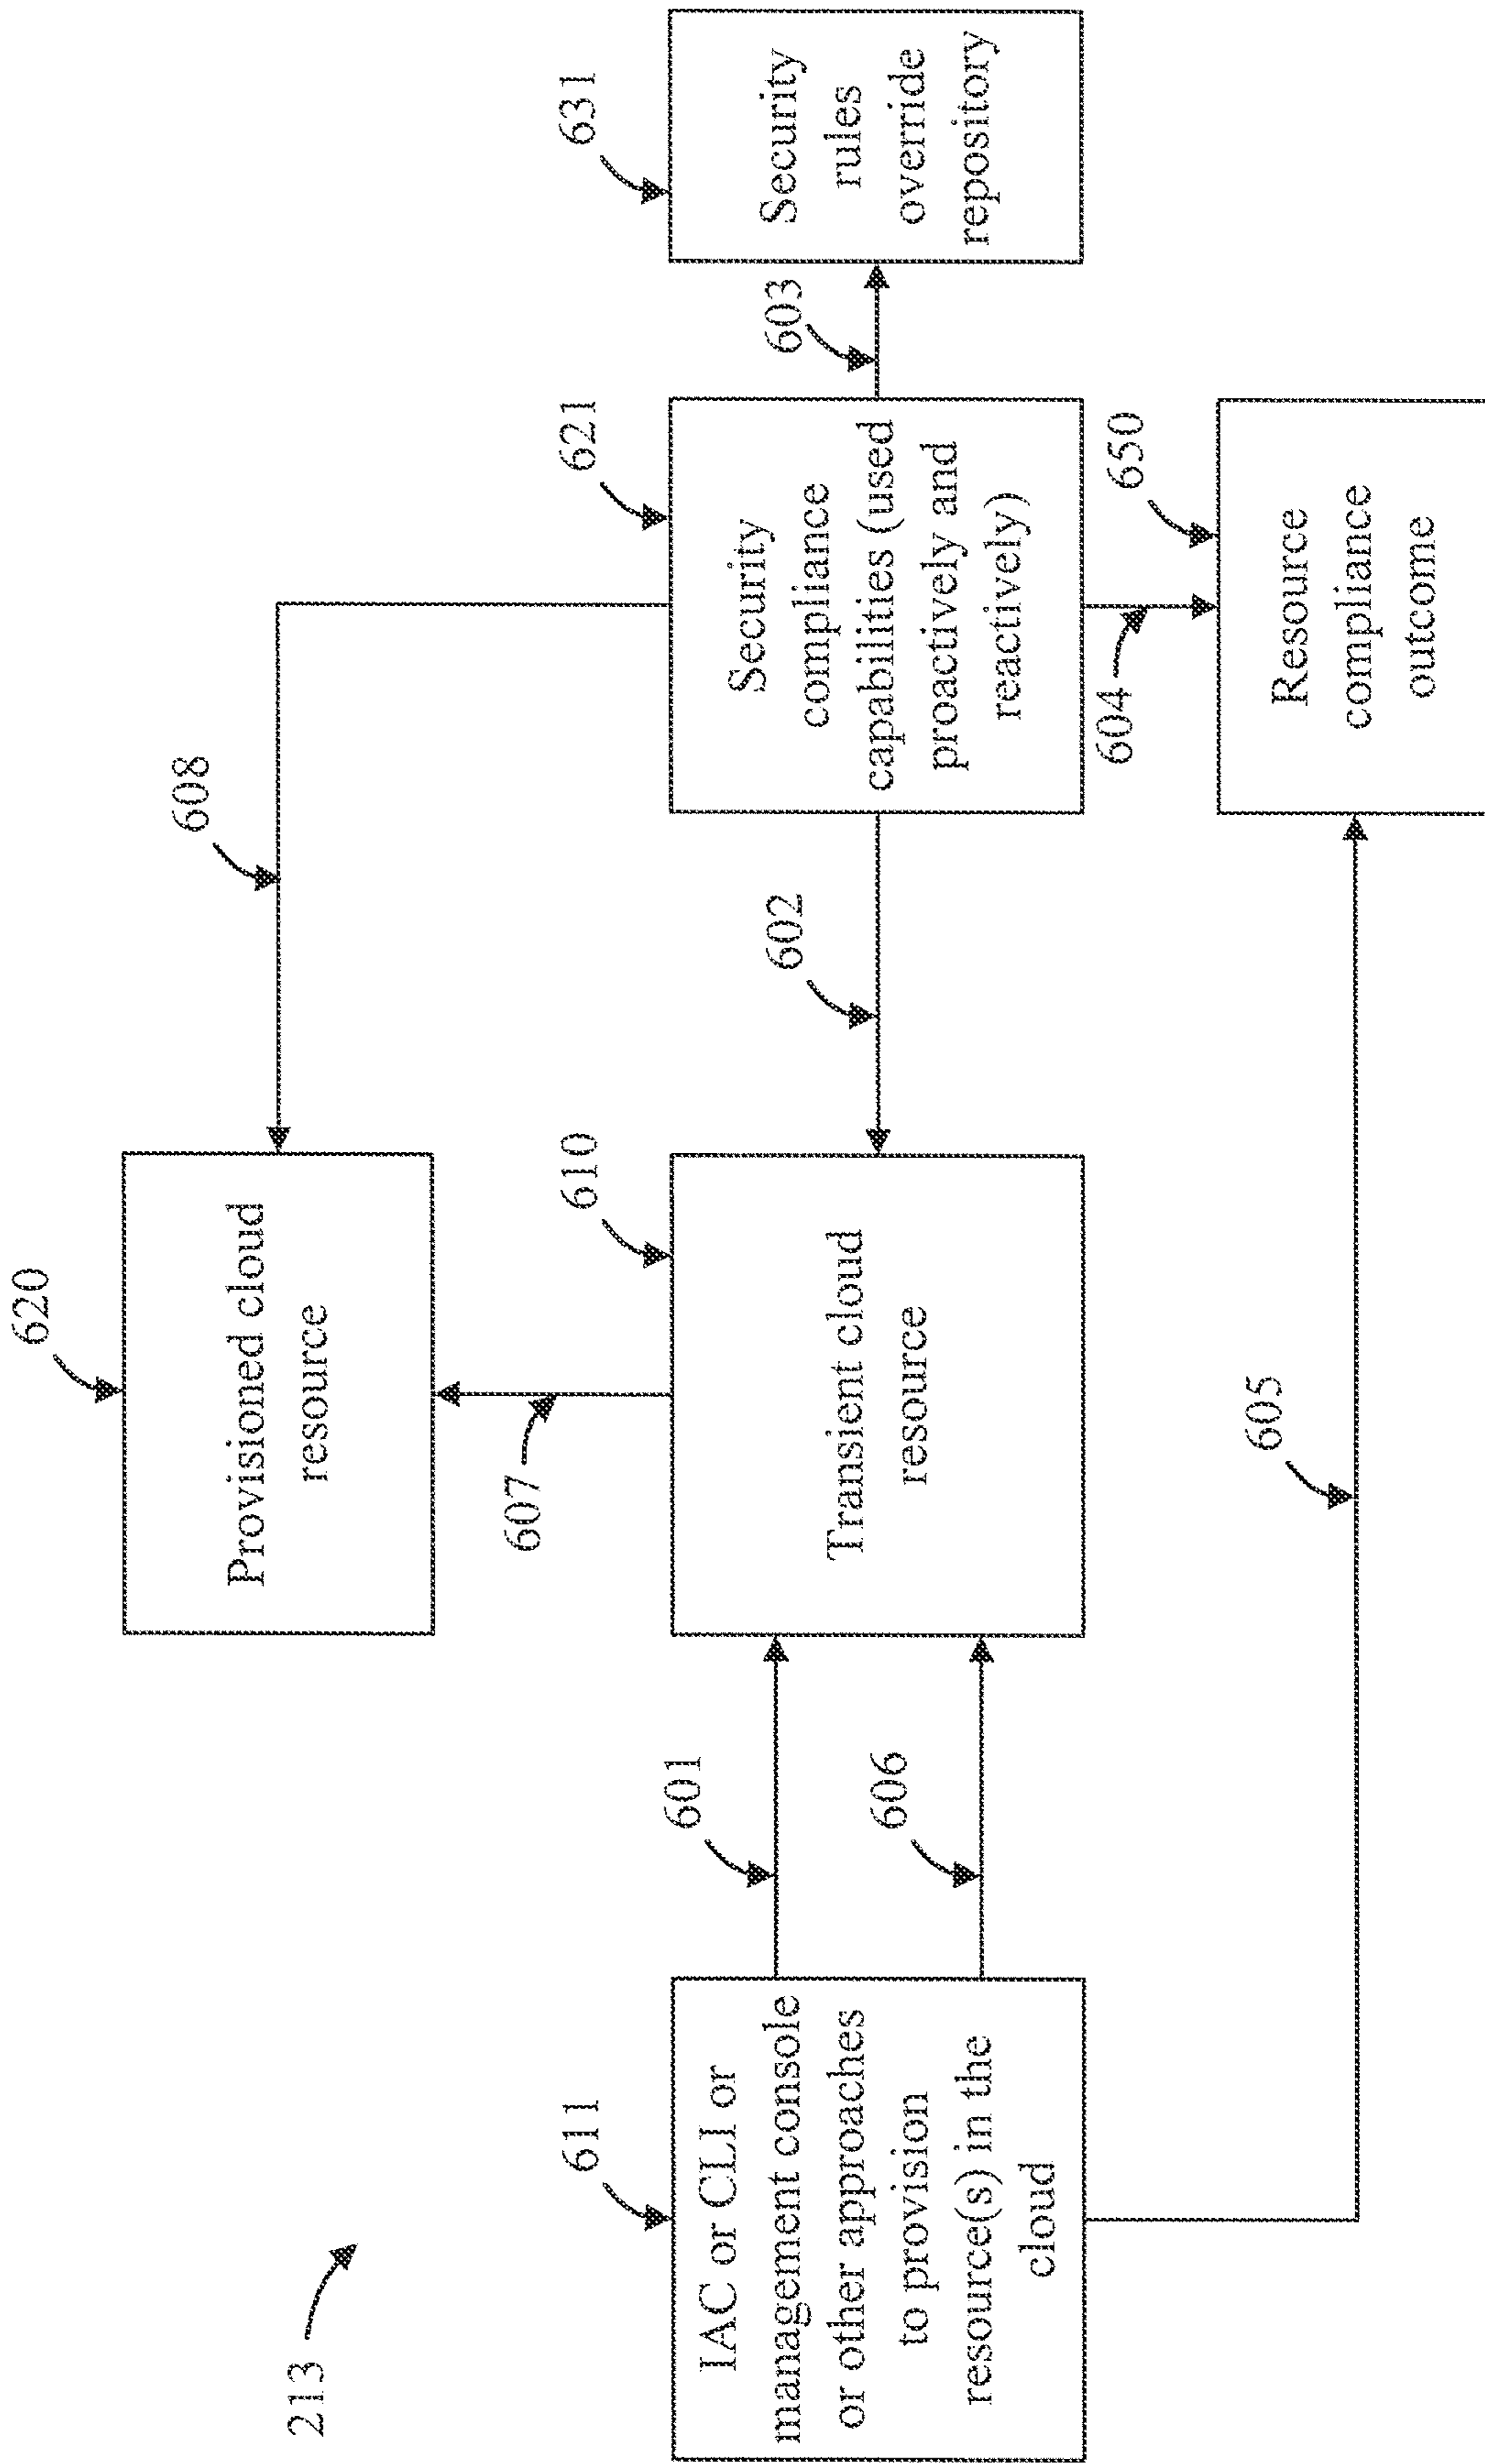 213
620
Provisioned cloud
resource
608
607
611
IAC or CLI or
management console
or other approaches
to provision
resource(s) in the
cloud
601
606
610
Transient cloud
resource
602
621
Security
compliance
capabilities (used
proactively and
reactively)
603
631
Security
rules
override
repository
604
605
650
Resource
compliance
outcome